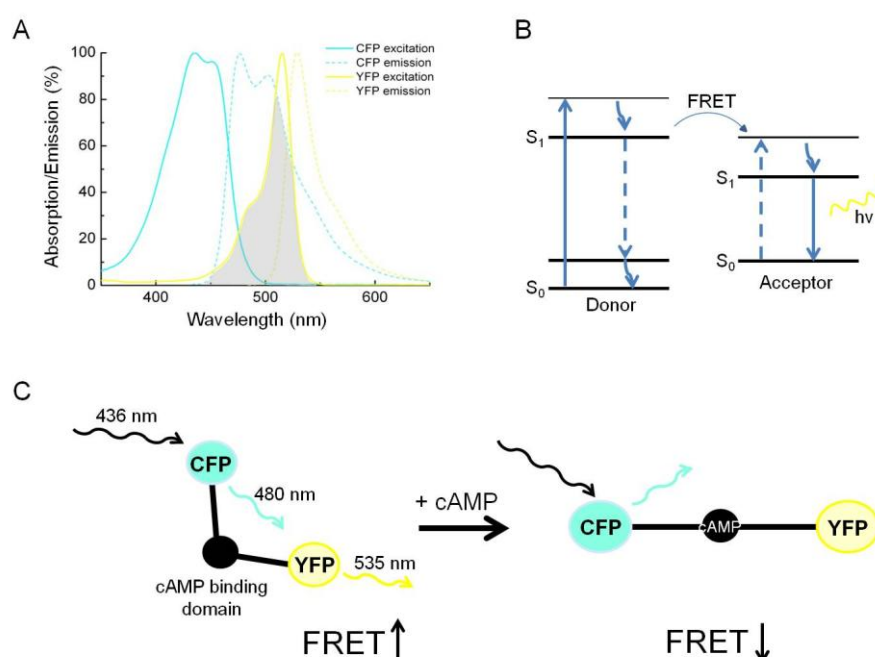 A
CFP excitation
CFP emission
YFP excitation
YFP emission
Absorption/Emission (%)
100
80
60
40
20
0
400
500
600
Wavelength (nm)
B
FRET
S1
S0
Donor
S1
S0
hv
Acceptor
C
436 nm
CFP
480 nm
YFP
535 nm
cAMP binding
domain
FRET
+ cAMP
CFP
cAMP
YFP
FRET